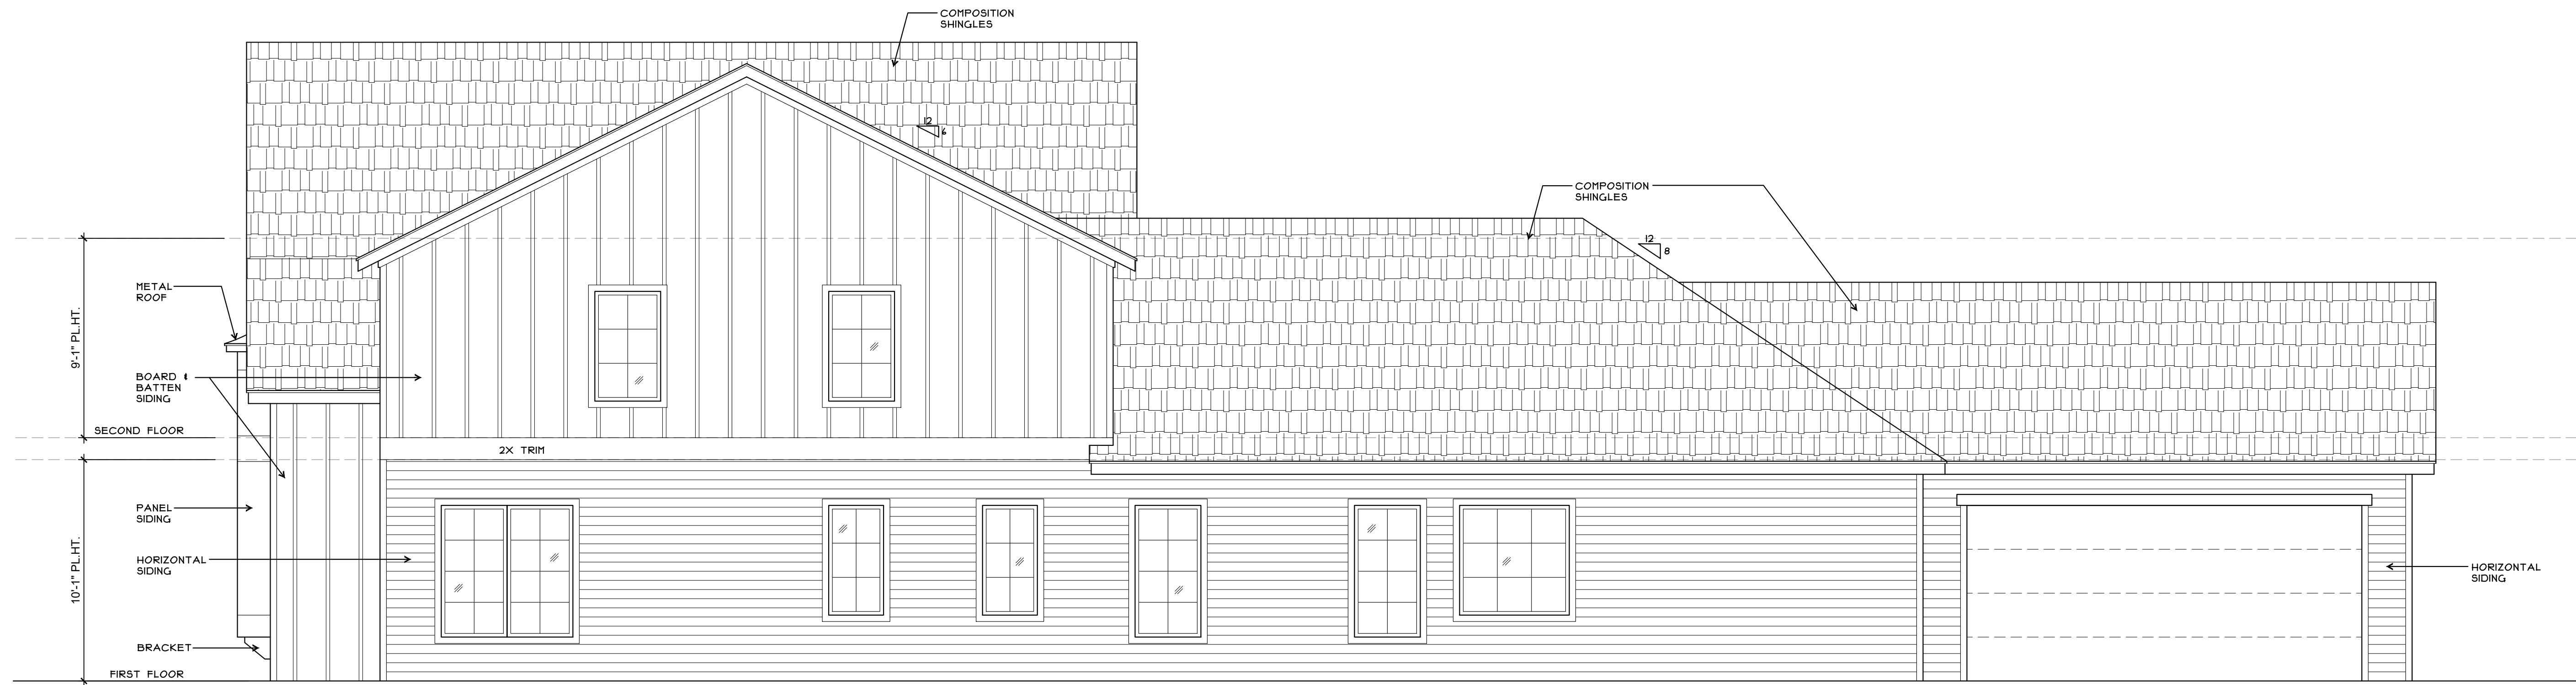 COMPOSITION
SHINGLES
12
6
COMPOSITION
SHINGLES
12
8
METAL
ROOF
9'-1" PL.HT.
BOARD &
BATTEN
SIDING
SECOND FLOOR
2X TRIM
PANEL
SIDING
HORIZONTAL
SIDING
HORIZONTAL
SIDING
10'-1" PL.HT.
BRACKET
FIRST FLOOR